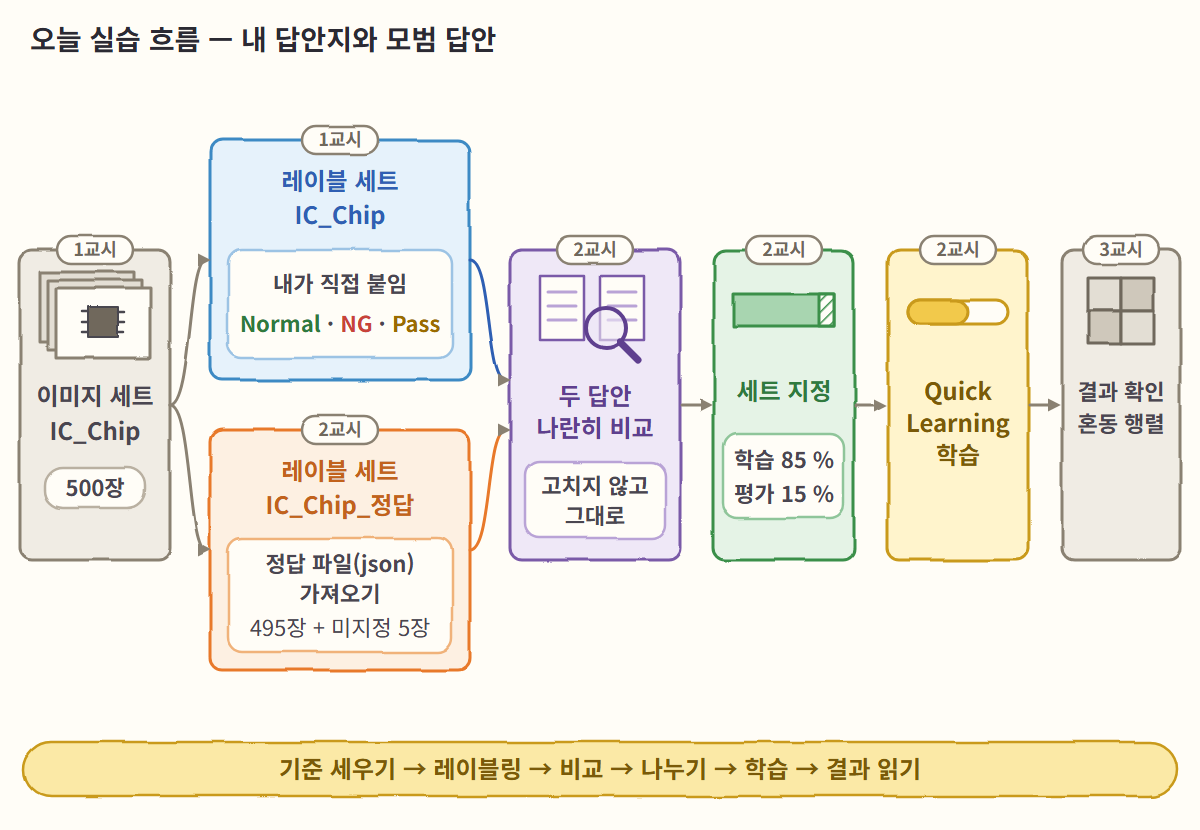 오늘 실습 흐름 — 내 답안지와 모범 답안
1교시
이미지 세트
IC_Chip
500장
1교시
레이블 세트
IC_Chip
내가 직접 붙임
Normal · NG · Pass
2교시
레이블 세트
IC_Chip_정답
정답 파일(json)
가져오기
495장 + 미지정 5장
2교시
두 답안
나란히 비교
고치지 않고
그대로
2교시
세트 지정
학습 85 %
평가 15 %
2교시
Quick
Learning
학습
3교시
결과 확인
혼동 행렬
기준 세우기 → 레이블링 → 비교 → 나누기 → 학습 → 결과 읽기